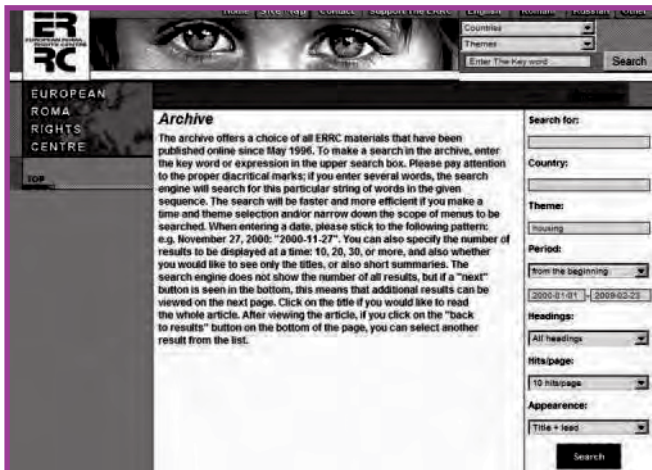 Home | Site Map | Contact | Support the ERRC | English | Romani | Russian | Other
ER
EUROPEAN ROMA
RIGHTS CENTRE
RC
Countries
Themes
Enter The Key word ...
Search
EUROPEAN
ROMA
RIGHTS
CENTRE
TOP
Archive
The archive offers a choice of all ERRC materials that have been
published online since May 1996. To make a search in the archive, enter
the key word or expression in the upper search box. Please pay attention
to the proper diacritical marks; if you enter several words, the search
engine will search for this particular string of words in the given
sequence. The search will be faster and more efficient if you make a
time and theme selection and/or narrow down the scope of menus to be
searched. When entering a date, please stick to the following pattern:
e.g. November 27, 2000: "2000-11-27". You can also specify the number of
results to be displayed at a time: 10, 20, 30, or more, and also whether
you would like to see only the titles, or also short summaries. The
search engine does not show the number of all results, but if a "next"
button is seen in the bottom, this means that additional results can be
viewed on the next page. Click on the title if you would like to read
the whole article. After viewing the article, if you click on the "back
to results" button on the bottom of the page, you can select another
result from the list.
Search for:
Country:
Theme:
housing
Period:
from the beginning
2000-01-01 - 2009-02-23
Headings:
All headings
Hits/page:
10 hits/page
Appearence:
Title + lead
Search